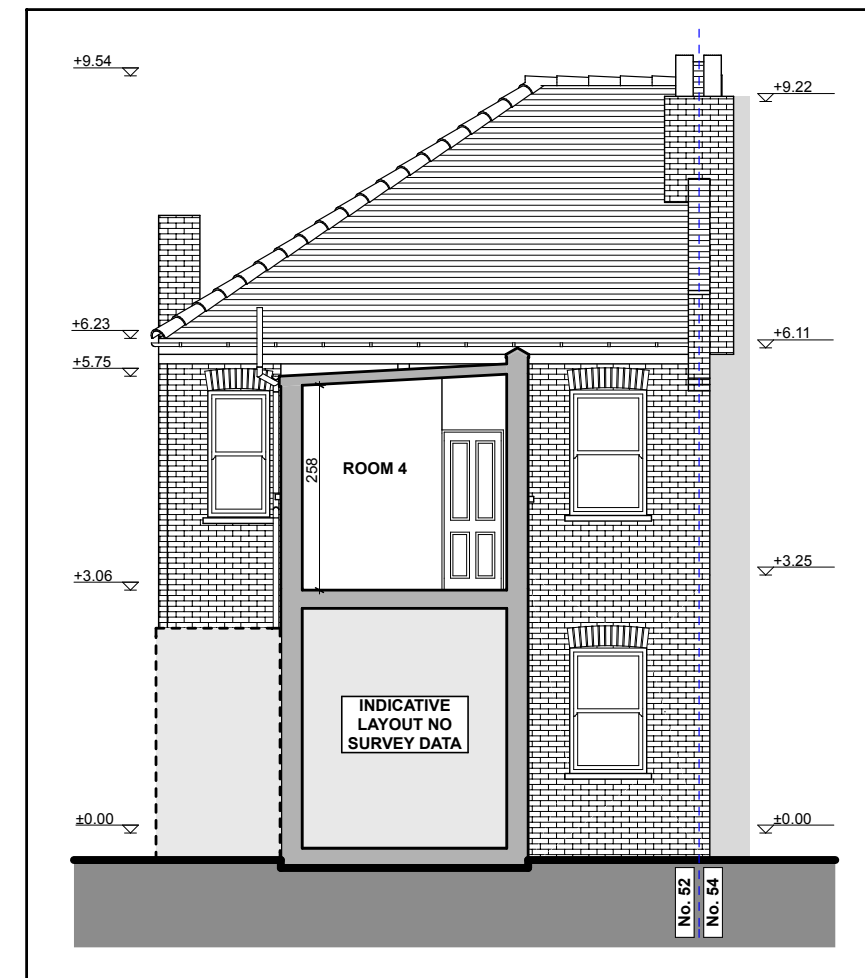 +9.54
+9.22
+6.23
+6.11
+5.75
258
ROOM 4
+3.06
+3.25
INDICATIVE
LAYOUT NO
SURVEY DATA
±0.00
±0.00
No. 52
No. 54